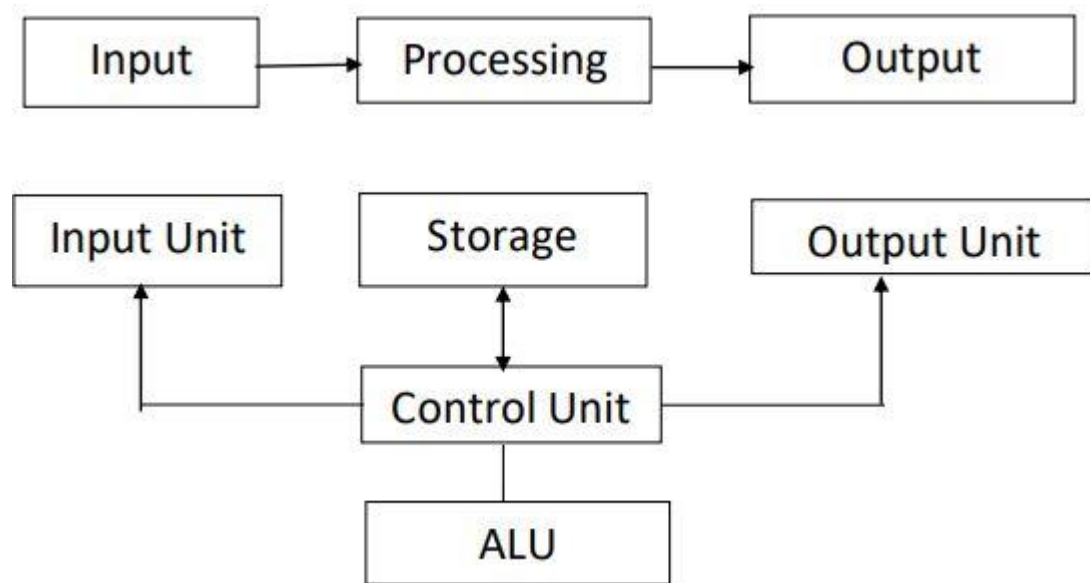 Input
Processing
Output
Input Unit
Storage
Output Unit
Control Unit
ALU